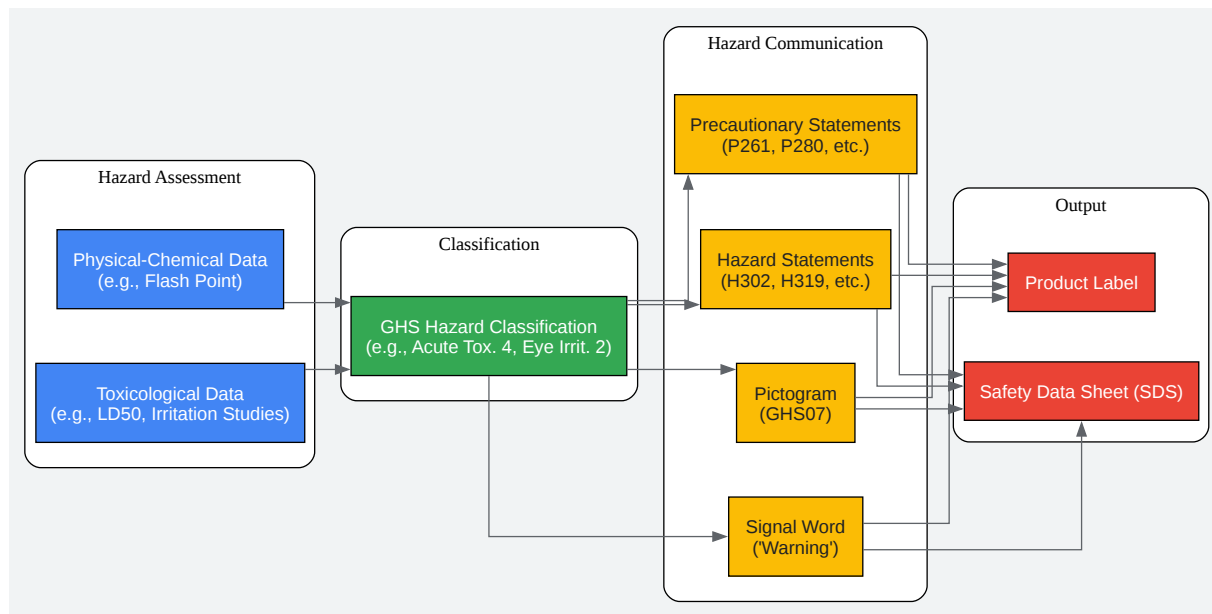 Hazard Assessment
Physical-Chemical Data
(e.g., Flash Point)
Toxicological Data
(e.g., LD50, Irritation Studies)
Classification
GHS Hazard Classification
(e.g., Acute Tox. 4, Eye Irrit. 2)
Hazard Communication
Precautionary Statements
(P261, P280, etc.)
Hazard Statements
(H302, H319, etc.)
Pictogram
(GHS07)
Signal Word
('Warning')
Output
Product Label
Safety Data Sheet (SDS)